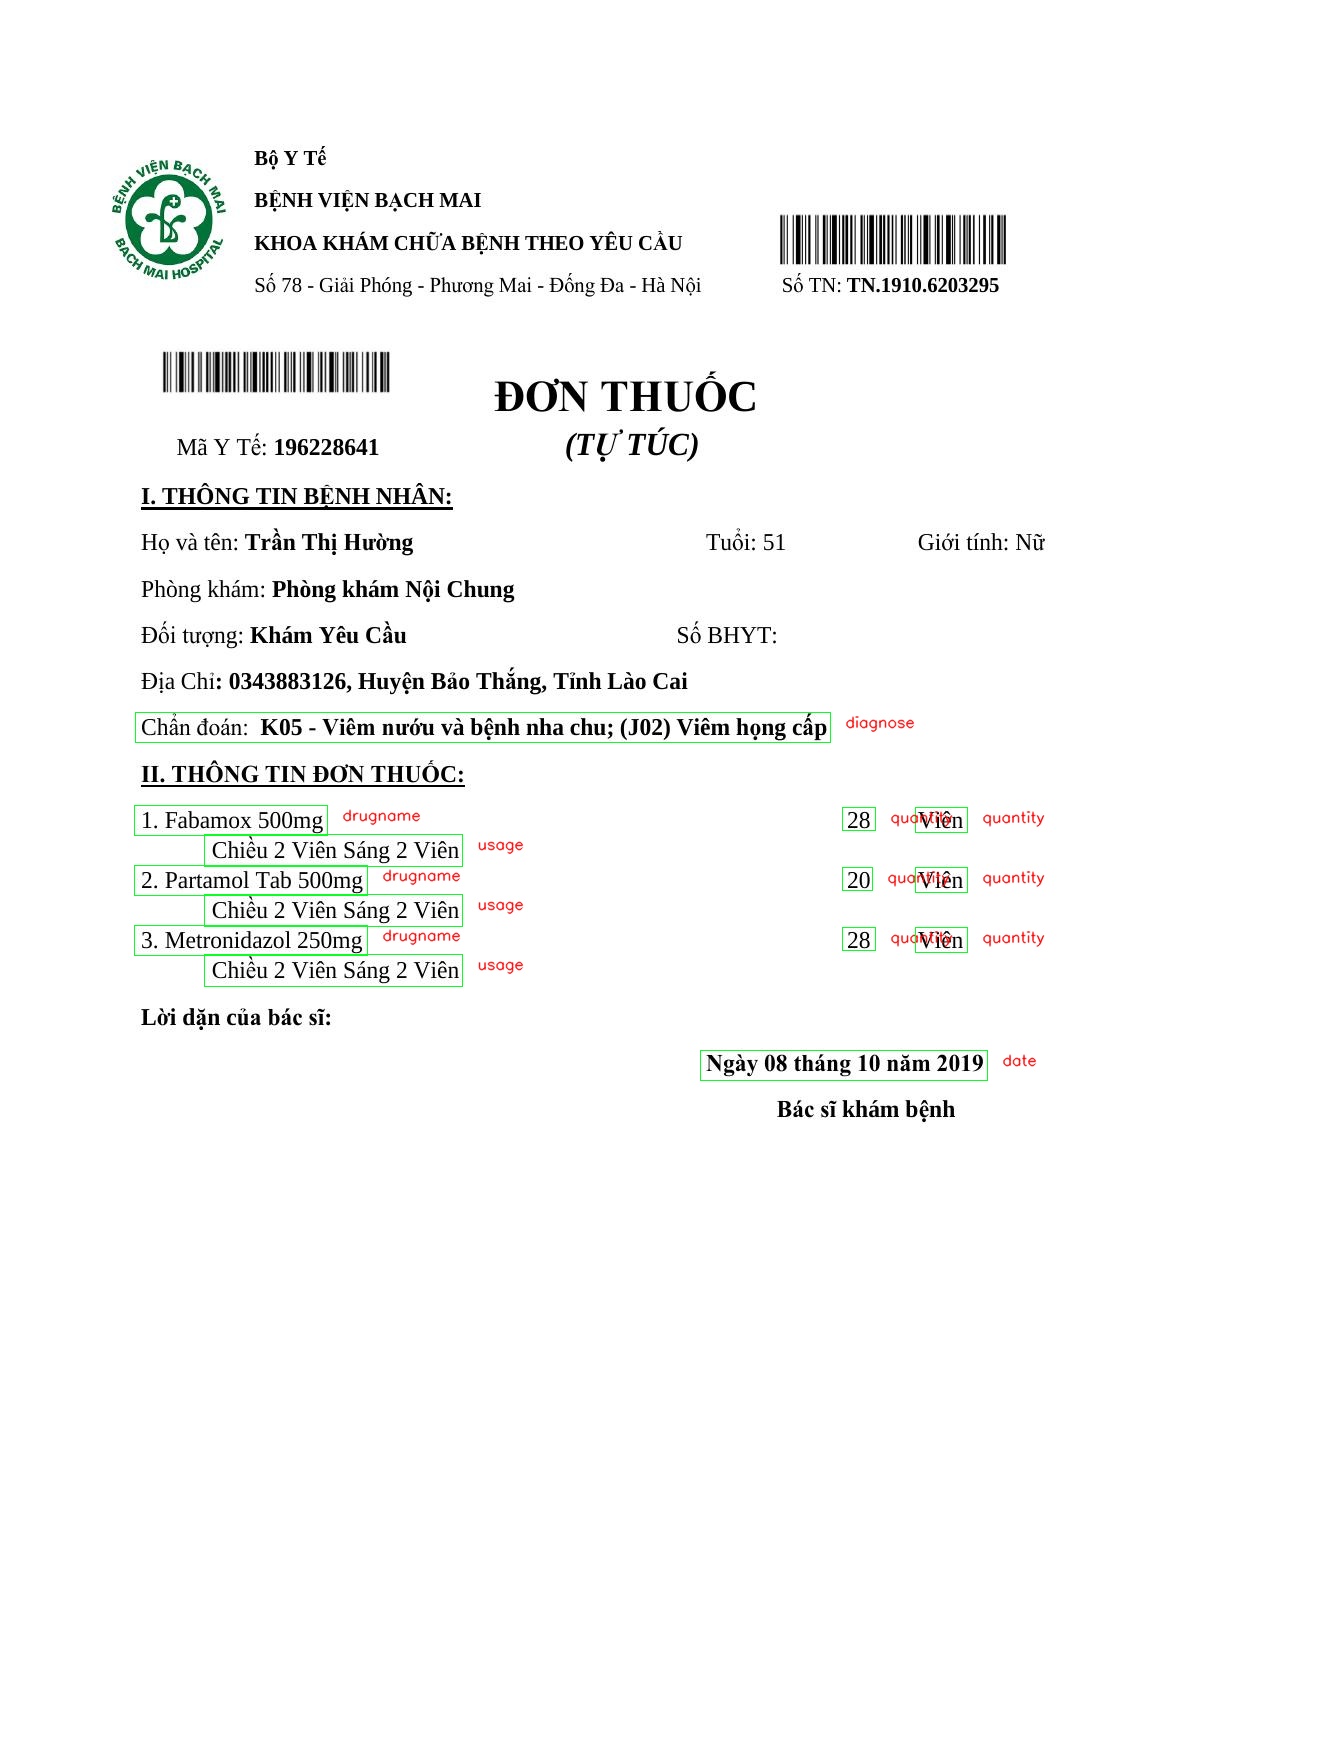 BỆNH VIỆN BẠCH MAI
BACH MAI HOSPITAL
Bộ Y Tế
BỆNH VIỆN BẠCH MAI
KHOA KHÁM CHỮA BỆNH THEO YÊU CẦU
Số 78 - Giải Phóng - Phương Mai - Đống Đa - Hà Nội
Số TN: TN.1910.6203295
ĐƠN THUỐC
(TỰ TÚC)
Mã Y Tế: 196228641
I. THÔNG TIN BỆNH NHÂN:
Họ và tên: Trần Thị Hường Tuổi: 51 Giới tính: Nữ
Phòng khám: Phòng khám Nội Chung
Đối tượng: Khám Yêu Cầu Số BHYT:
Địa Chỉ: 0343883126, Huyện Bảo Thắng, Tỉnh Lào Cai
Chẩn đoán: K05 - Viêm nướu và bệnh nha chu; (J02) Viêm họng cấp diagnose
II. THÔNG TIN ĐƠN THUỐC:
1. Fabamox 500mg drugname 28 quantity Viên quantity
Chiều 2 Viên Sáng 2 Viên usage
2. Partamol Tab 500mg drugname 20 quantity Viên quantity
Chiều 2 Viên Sáng 2 Viên usage
3. Metronidazol 250mg drugname 28 quantity Viên quantity
Chiều 2 Viên Sáng 2 Viên usage
Lời dặn của bác sĩ:
Ngày 08 tháng 10 năm 2019 date
Bác sĩ khám bệnh